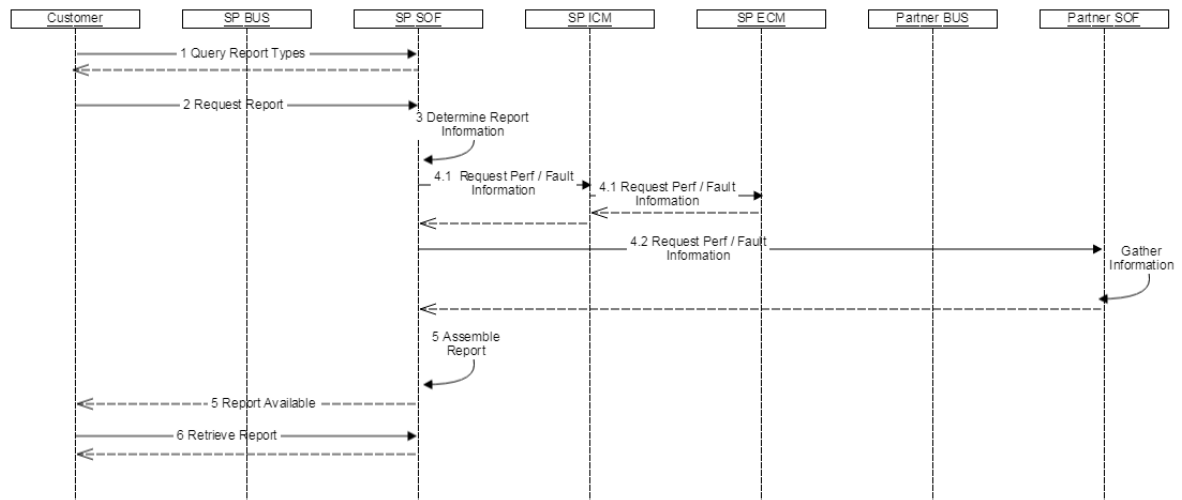 Customer
SP BUS
SP SOF
SP ICM
SP ECM
Partner BUS
Partner SOF
1 Query Report Types
2 Request Report
3 Determine Report
Information
4.1 Request Perf / Fault
Information
4.1 Request Perf / Fault
Information
4.2 Request Perf / Fault
Information
Gather
Information
5 Assemble
Report
5 Report Available
6 Retrieve Report